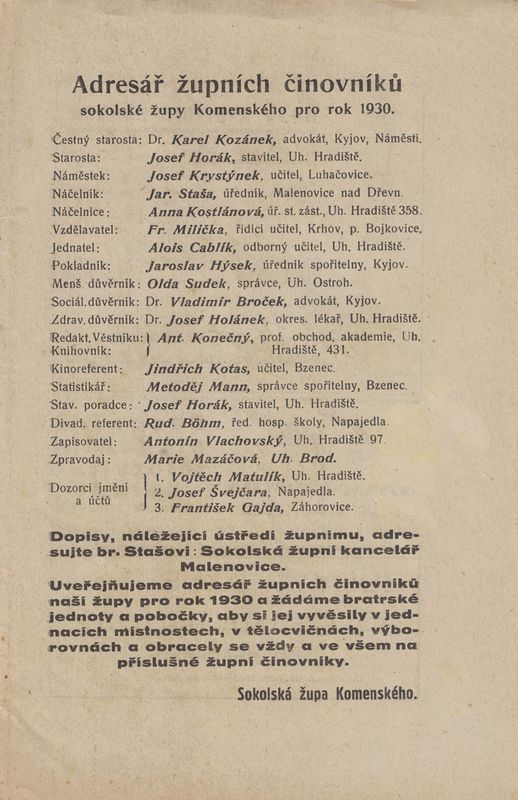 Adresář župních činovníků
sokolské župy Komenského pro rok 1930.
Čestný starosta: Dr. Karel Kozánek, advokát, Kyjov, Náměstí.
Starosta: Josef Horák, stavitel, Uh. Hradiště.
Náměstek: Josef Krystýnek, učitel, Luhačovice.
Náčelník: Jar. Staša, úředník, Malenovice nad Dřevn.
Náčelnice: Anna Kostlánová, úř. st. zást., Uh. Hradiště 358.
Vzdělavatel: Fr. Milička, řídící učitel, Krhov, p. Bojkovice.
Jednatel: Alois Cablík, odborný učitel, Uh. Hradiště.
Pokladník: Jaroslav Hýsek, úředník spořitelny, Kyjov.
Menš. důvěrník: Olda Sudek, správce, Uh. Ostroh.
Sociál. důvěrník: Dr. Vladimír Broček, advokát, Kyjov.
Zdrav. důvěrník: Dr. Josef Holánek, okres. lékař, Uh. Hradiště.
Redakt. Věstníku: } Ant. Konečný, prof. obchod. akademie, Uh.
Knihovník: Hradiště, 431.
Kinoreferent: Jindřich Kotas, učitel, Bzenec.
Statistikář: Metoděj Mann, správce spořitelny, Bzenec.
Stav. poradce: Josef Horák, stavitel, Uh. Hradiště.
Divad. referent: Rud. Böhm, řed. hosp. školy, Napajedla.
Zapisovatel: Antonín Vlachovský, Uh. Hradiště 97.
Zpravodaj: Marie Mazáčová, Uh. Brod.
Dozorci jmění a účtů } 1. Vojtěch Matulík, Uh. Hradiště.
2. Josef Švejčara, Napajedla.
3. František Gajda, Záhorovice.
Dopisy, náležející ústředí župnímu, adre-
sujte br. Stašovi: Sokolská župní kancelář
Malenovice.
Uveřejňujeme adresář župních činovníků
naší župy pro rok 1930 a žádáme bratrské
jednoty a pobočky, aby si jej vyvěsily v jed-
nacích místnostech, v tělocvičnách, výbo-
rovnách a obracely se vždy a ve všem na
příslušné župní činovníky.
Sokolská župa Komenského.